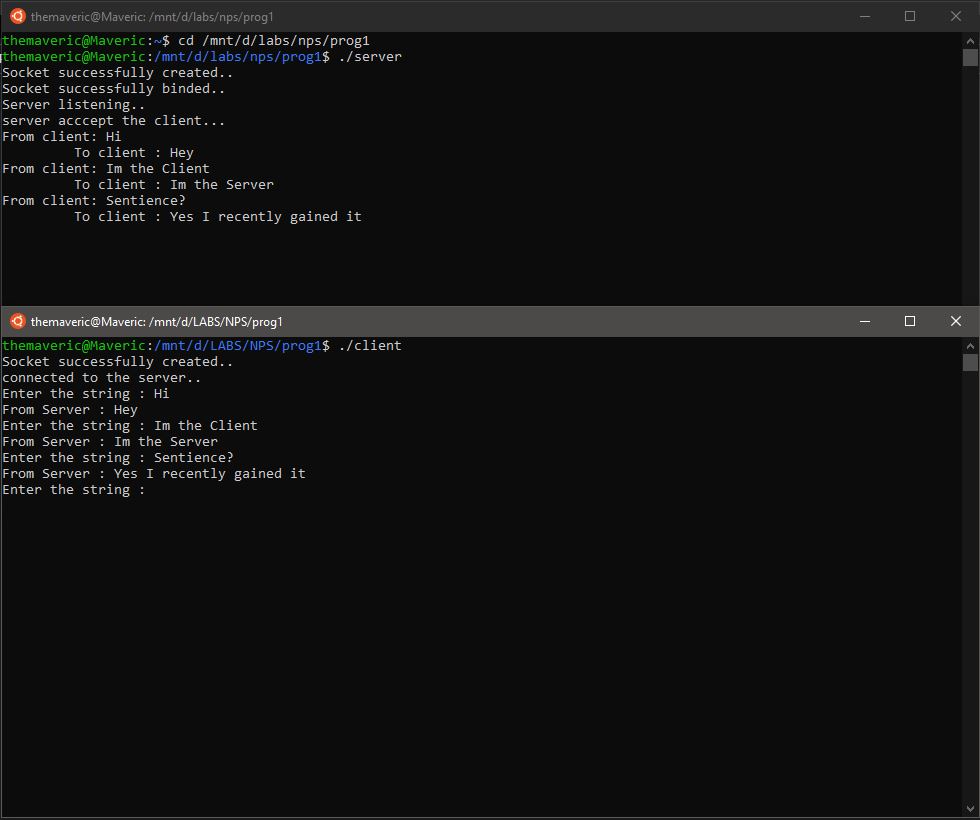 themaveric@Maveric: /mnt/d/labs/nps/prog1
themaveric@Maveric:~$ cd /mnt/d/labs/nps/prog1
themaveric@Maveric:/mnt/d/labs/nps/prog1$ ./server
Socket successfully created..
Socket successfully binded..
Server listening..
server acccept the client...
From client: Hi
To client : Hey
From client: Im the Client
To client : Im the Server
From client: Sentience?
To client : Yes I recently gained it
themaveric@Maveric: /mnt/d/LABS/NPS/prog1
themaveric@Maveric:/mnt/d/LABS/NPS/prog1$ ./client
Socket successfully created..
connected to the server..
Enter the string : Hi
From Server : Hey
Enter the string : Im the Client
From Server : Im the Server
Enter the string : Sentience?
From Server : Yes I recently gained it
Enter the string :